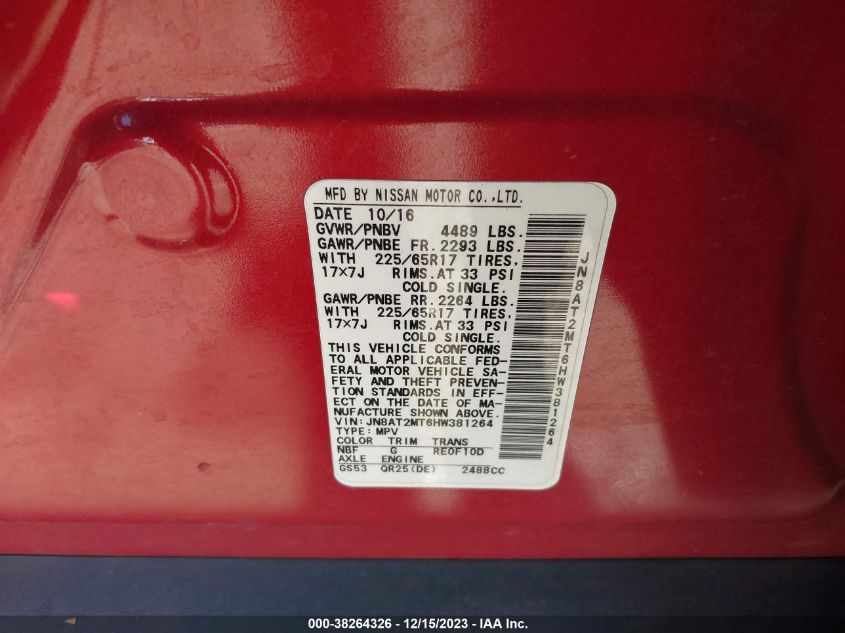 MFD BY NISSAN MOTOR CO.,LTD.
DATE 10/16
GVWR/PNBV 4489 LBS.
GAWR/PNBE FR. 2293 LBS.
WITH 225/65R17 TIRES,
17×7J RIMS.AT 33 PSI
COLD SINGLE.
GAWR/PNBE RR. 2264 LBS.
WITH 225/65R17 TIRES,
17×7J RIMS.AT 33 PSI
COLD SINGLE.
THIS VEHICLE CONFORMS
TO ALL APPLICABLE FED-
ERAL MOTOR VEHICLE SA-
FETY AND THEFT PREVEN-
TION STANDARDS IN EFF-
ECT ON THE DATE OF MA-
NUFACTURE SHOWN ABOVE.
VIN:JN8AT2MT6HW381264
TYPE:MPV
COLOR TRIM TRANS
NBF G RE0F10D
AXLE ENGINE
GS53 QR25(DE) 2488CC
JN8AT2MT6HW381264
000-38264326 - 12/15/2023 - IAA Inc.